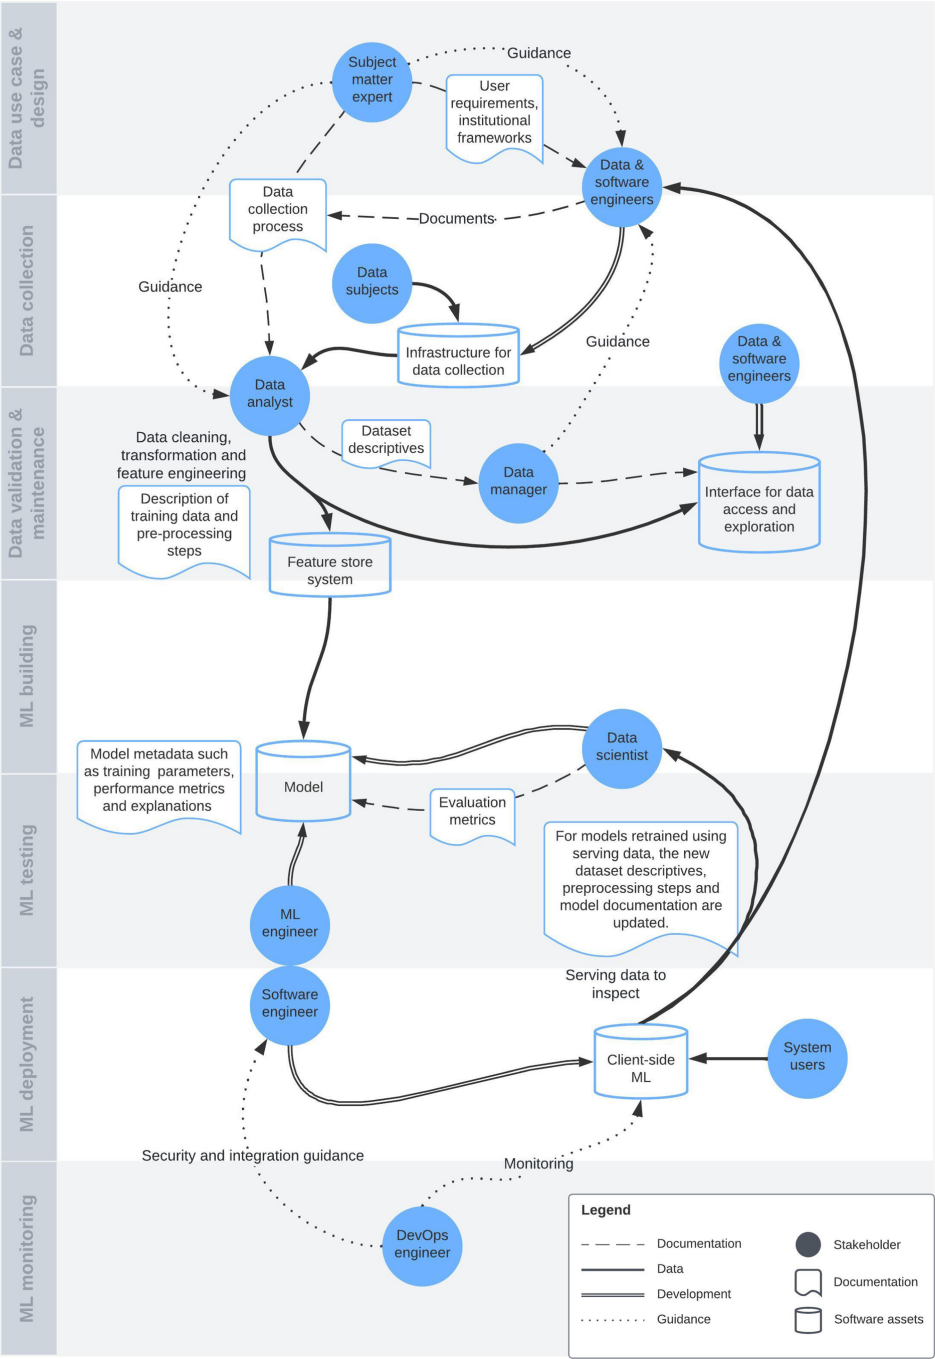 Data use case &
design
Subject
matter
expert
Guidance
User
requirements,
institutional
frameworks
Data &
software
engineers
Data collection
Data
collection
process
Documents
Data
subjects
Guidance
Infrastructure for
data collection
Guidance
Data &
software
engineers
Data
analyst
Data validation &
maintenance
Data cleaning,
transformation and
feature engineering
Dataset
descriptives
Data
manager
Interface for data
access and
exploration
Description of
training data and
pre-processing
steps
Feature store
system
ML building
Data
scientist
Model metadata such
as training parameters,
performance metrics
and explanations
Model
ML testing
Evaluation
metrics
For models retrained using
serving data, the new
dataset descriptives,
preprocessing steps and
model documentation are
updated.
ML
engineer
ML deployment
Serving data to
inspect
Software
engineer
Client-side
ML
System
users
Security and integration guidance
Monitoring
ML monitoring
DevOps
engineer
Legend
Documentation
Data
Development
Guidance
Stakeholder
Documentation
Software assets